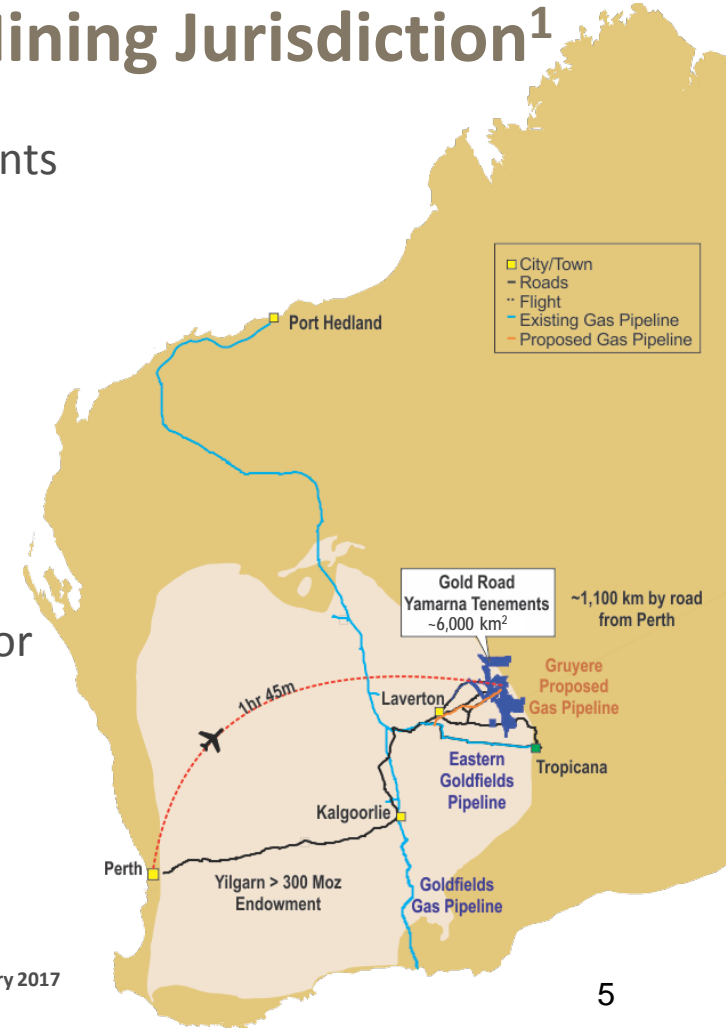 lining Jurisdiction¹
nts
City/Town
Roads
Flight
Existing Gas Pipeline
Proposed Gas Pipeline
Port Hedland
Gold Road
Yamarna Tenements
~6,000 km²
~1,100 km by road
from Perth
or
Gruyere
Proposed
Gas Pipeline
1hr 45m
Laverton
Tropicana
Eastern
Goldfields
Pipeline
Kalgoorlie
Perth
Yilgarn > 300 Moz
Endowment
Goldfields
Gas Pipeline
ry 2017
5